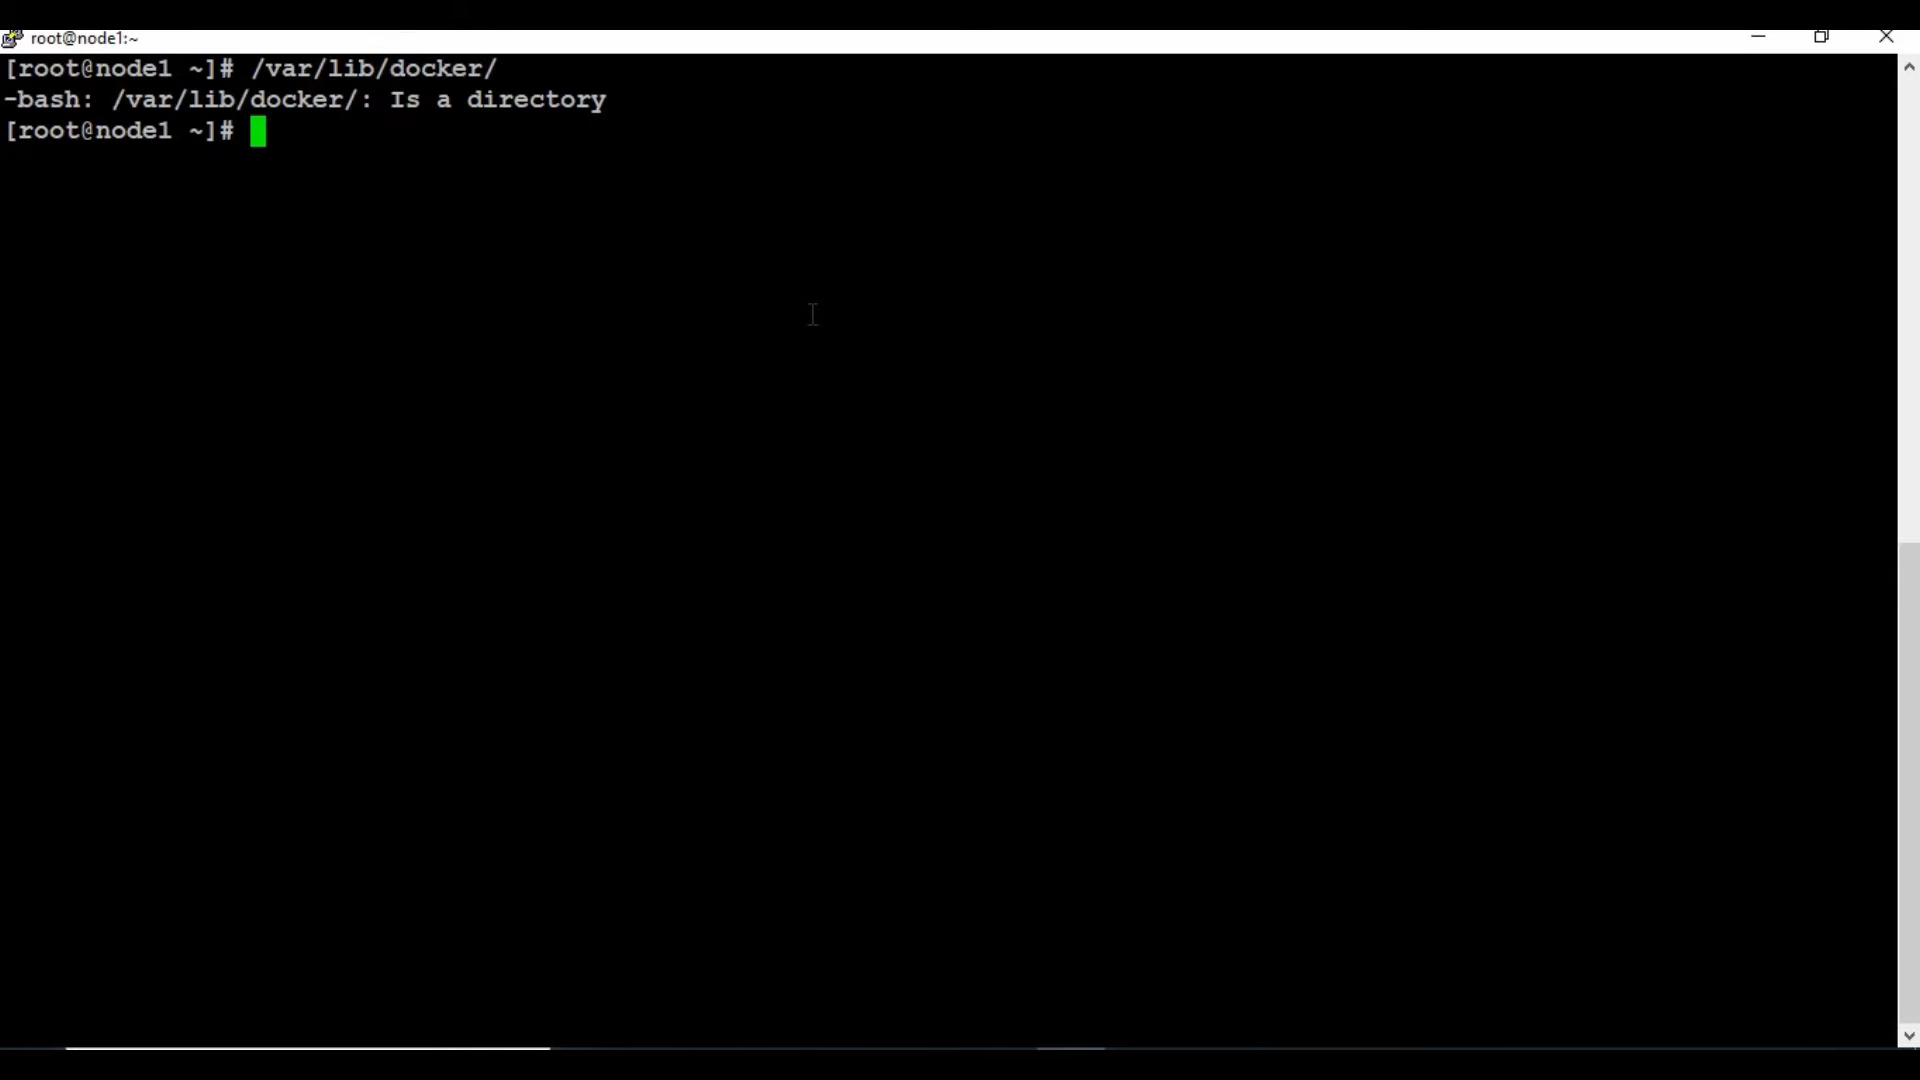 root@node1:~
[root@node1 ~]# /var/lib/docker/
-bash: /var/lib/docker/: Is a directory
[root@node1 ~]#